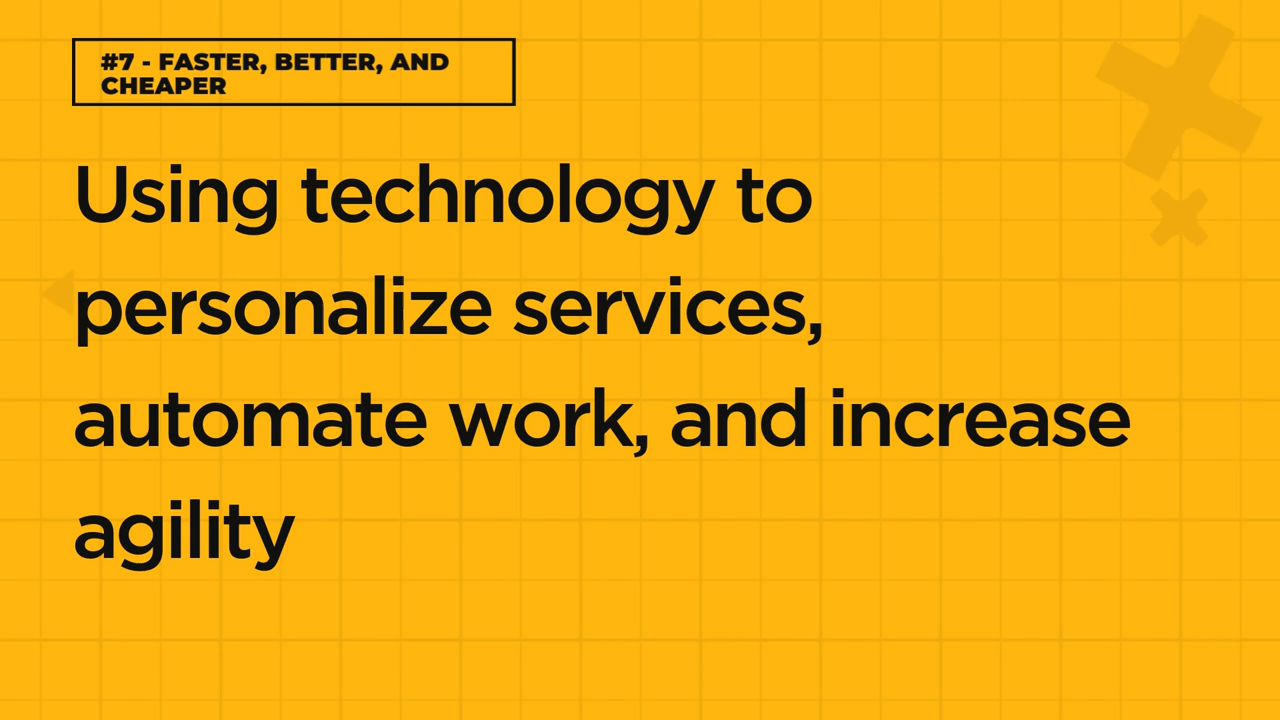 #7 - FASTER, BETTER, AND
CHEAPER
Using technology to
personalize services,
automate work, and increase
agility